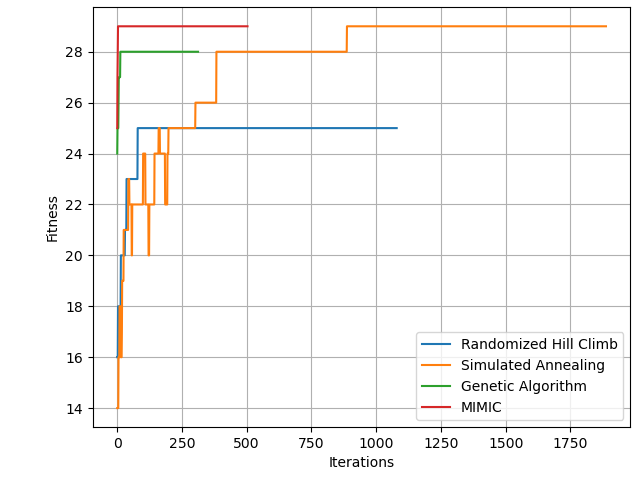 28
26
24
22
20
18
16
14
Fitness
0 250 500 750 1000 1250 1500 1750
Iterations
Randomized Hill Climb
Simulated Annealing
Genetic Algorithm
MIMIC